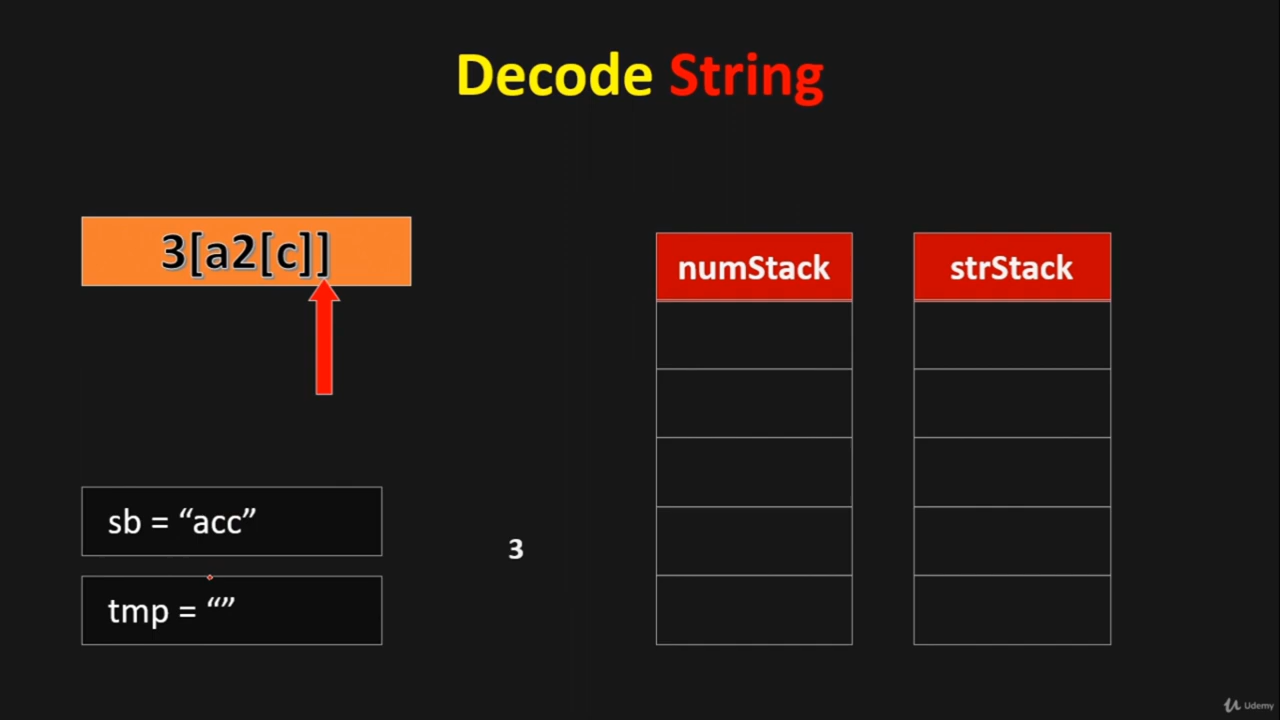 Decode String
3[a2[c]]
numStack
strStack
sb = “acc”
3
tmp = “”
Udemy